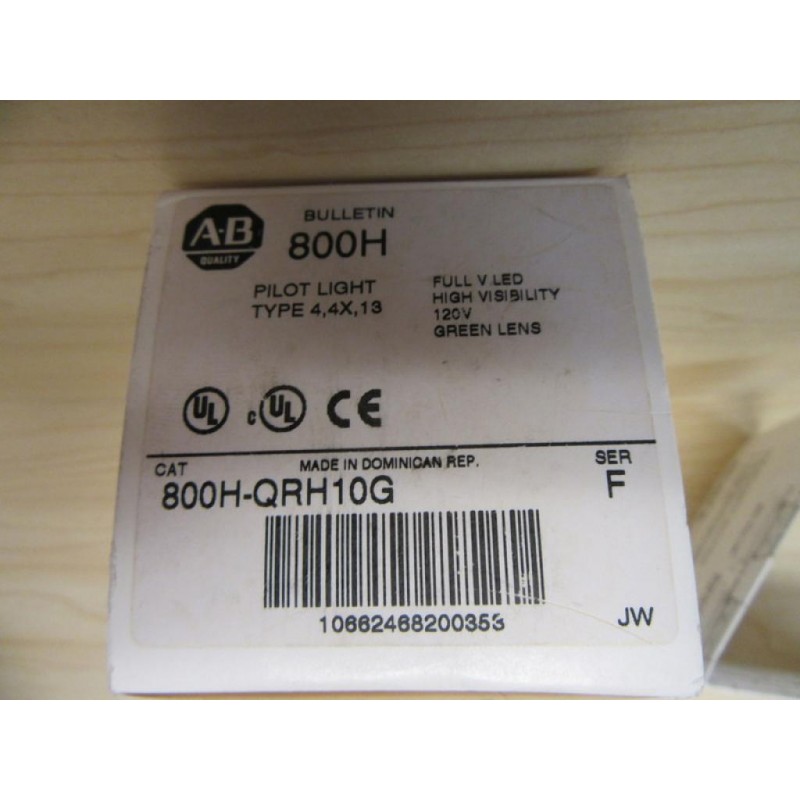 A-B
QUALITY
BULLETIN
800H
PILOT LIGHT
TYPE 4,4X,13
FULL V.LED
HIGH VISIBILITY
120V
GREEN LENS
UL
c UL
CE
CAT
MADE IN DOMINICAN REP.
SER
800H-QRH10G
F
10662468200353
JW